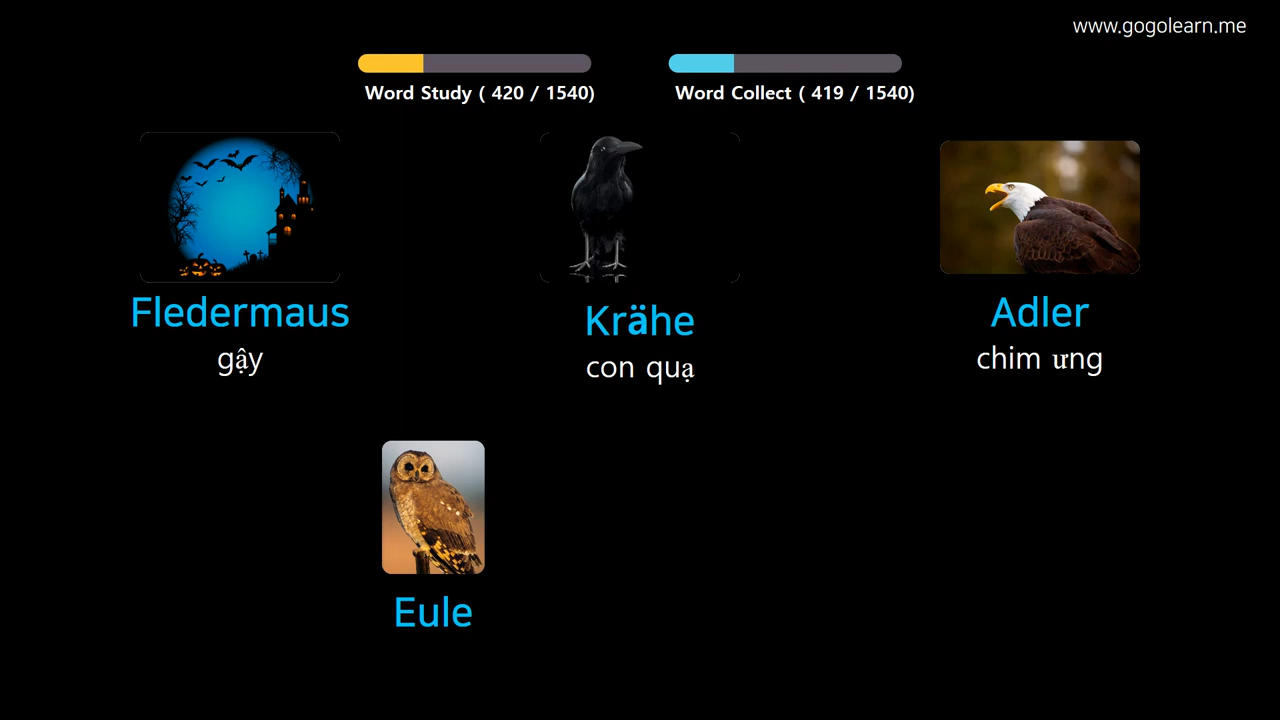 www.gogolearn.me
Word Study ( 420 / 1540)
Word Collect ( 419 / 1540)
Fledermaus
gậy
Krähe
con quạ
Adler
chim ưng
Eule